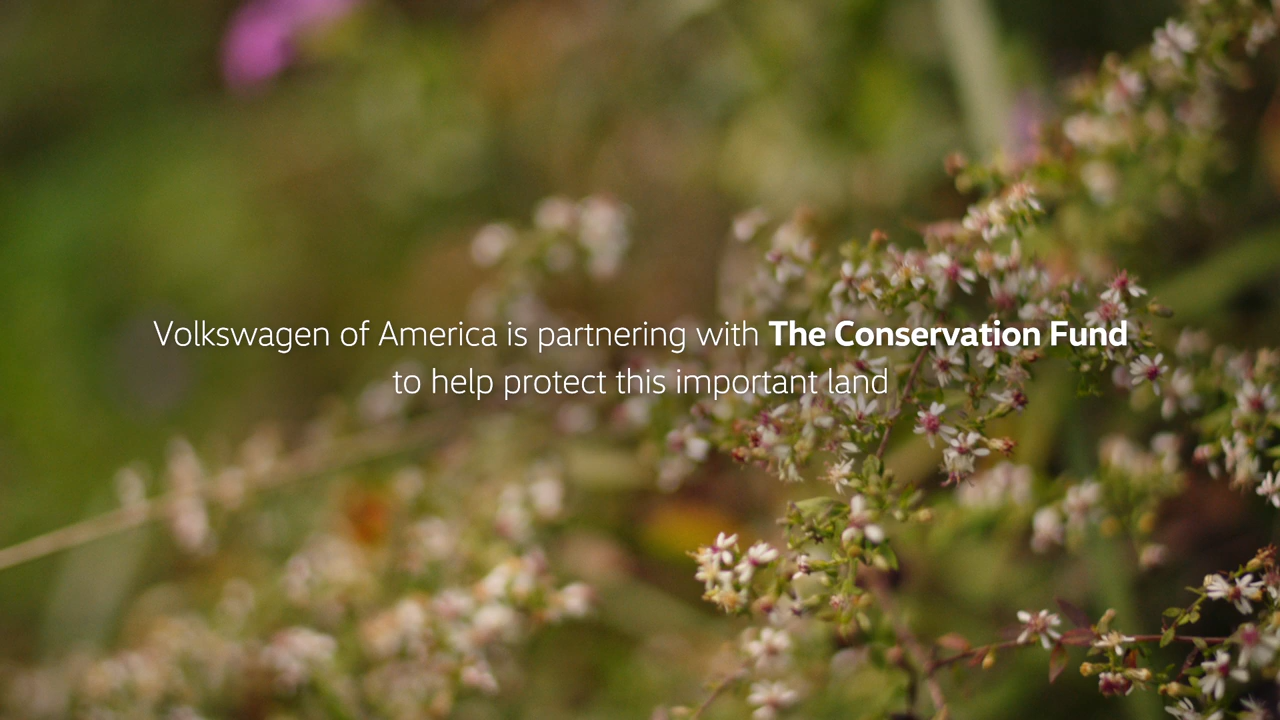 Volkswagen of America is partnering with The Conservation Fund
to help protect this important land